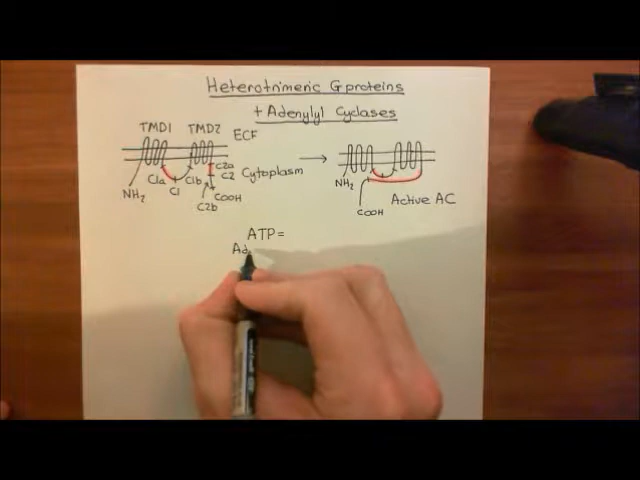 Heterotrimeric G proteins
+ Adenylyl Cyclases
TMD1 TMD2 ECF
C1a C1 C1b C2a C2 Cytoplasm
NH2 C2b COOH
NH2 COOH Active AC
ATP=
Ad